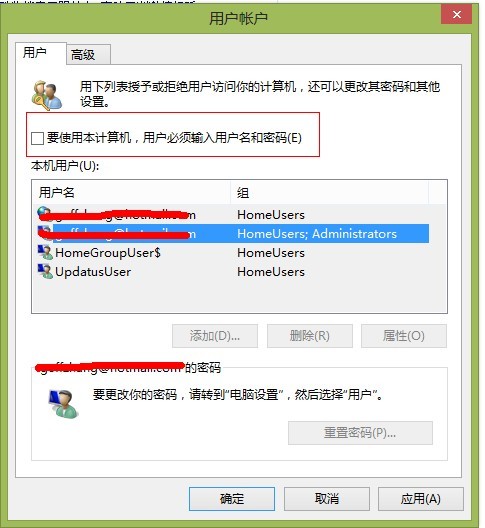 用户帐户
用户
高级
用下列表授予或拒绝用户访问你的计算机，还可以更改其密码和其他
设置。
要使用本计算机，用户必须输入用户名和密码(E)
本机用户(U):
用户名 组
HomeUsers
HomeUsers; Administrators
HomeGroupUser$ HomeUsers
UpdatusUser HomeUsers
添加(D)... 删除(R) 属性(O)
的密码
要更改你的密码，请转到“电脑设置”，然后选择“用户”。
重置密码(P)...
确定 取消 应用(A)